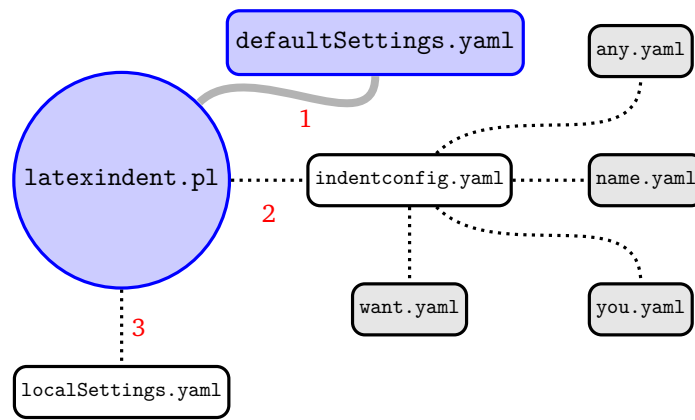 defaultSettings.yaml
any.yaml
1
latexindent.pl
indentconfig.yaml
name.yaml
2
want.yaml
you.yaml
3
localSettings.yaml